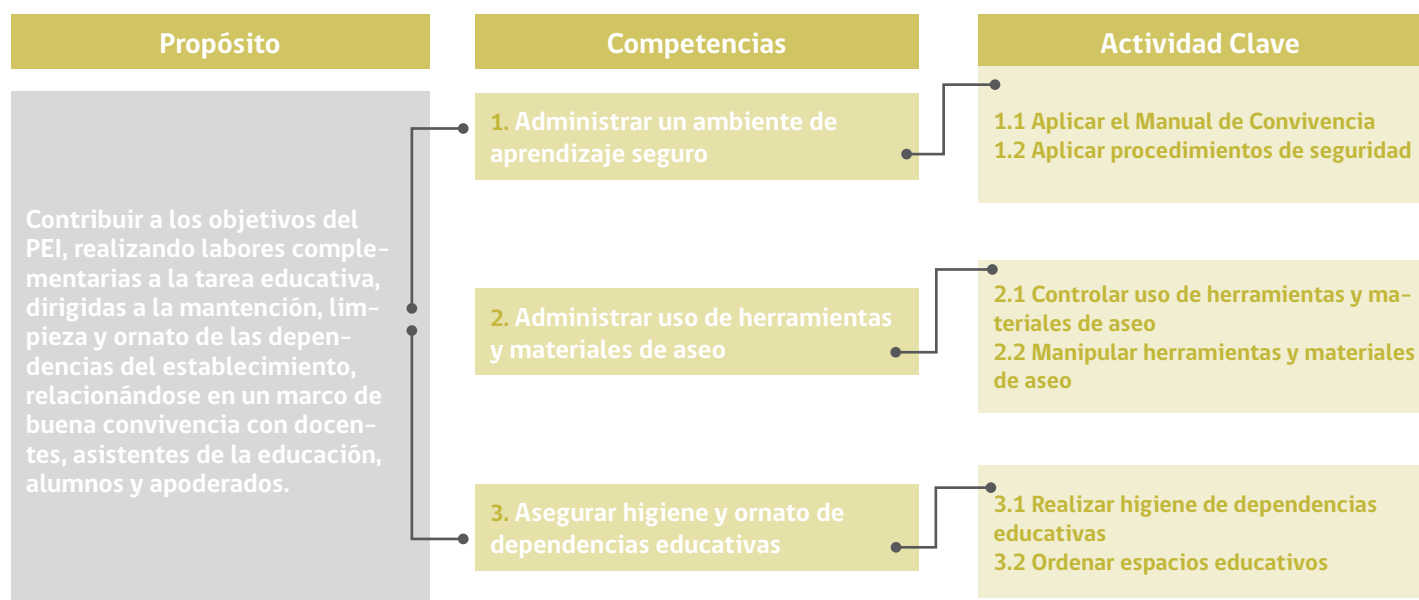 Propósito
Contribuir a los objetivos del
PEI, realizando labores comple-
mentarias a la tarea educativa,
dirigidas a la mantención, lim-
pieza y ornato de las depen-
dencias del establecimiento,
relacionándose en un marco de
buena convivencia con docen-
tes, asistentes de la educación,
alumnos y apoderados.
Competencias
1. Administrar un ambiente de
aprendizaje seguro
2. Administrar uso de herramientas
y materiales de aseo
3. Asegurar higiene y ornato de
dependencias educativas
Actividad Clave
1.1 Aplicar el Manual de Convivencia
1.2 Aplicar procedimientos de seguridad
2.1 Controlar uso de herramientas y ma-
teriales de aseo
2.2 Manipular herramientas y materiales
de aseo
3.1 Realizar higiene de dependencias
educativas
3.2 Ordenar espacios educativos